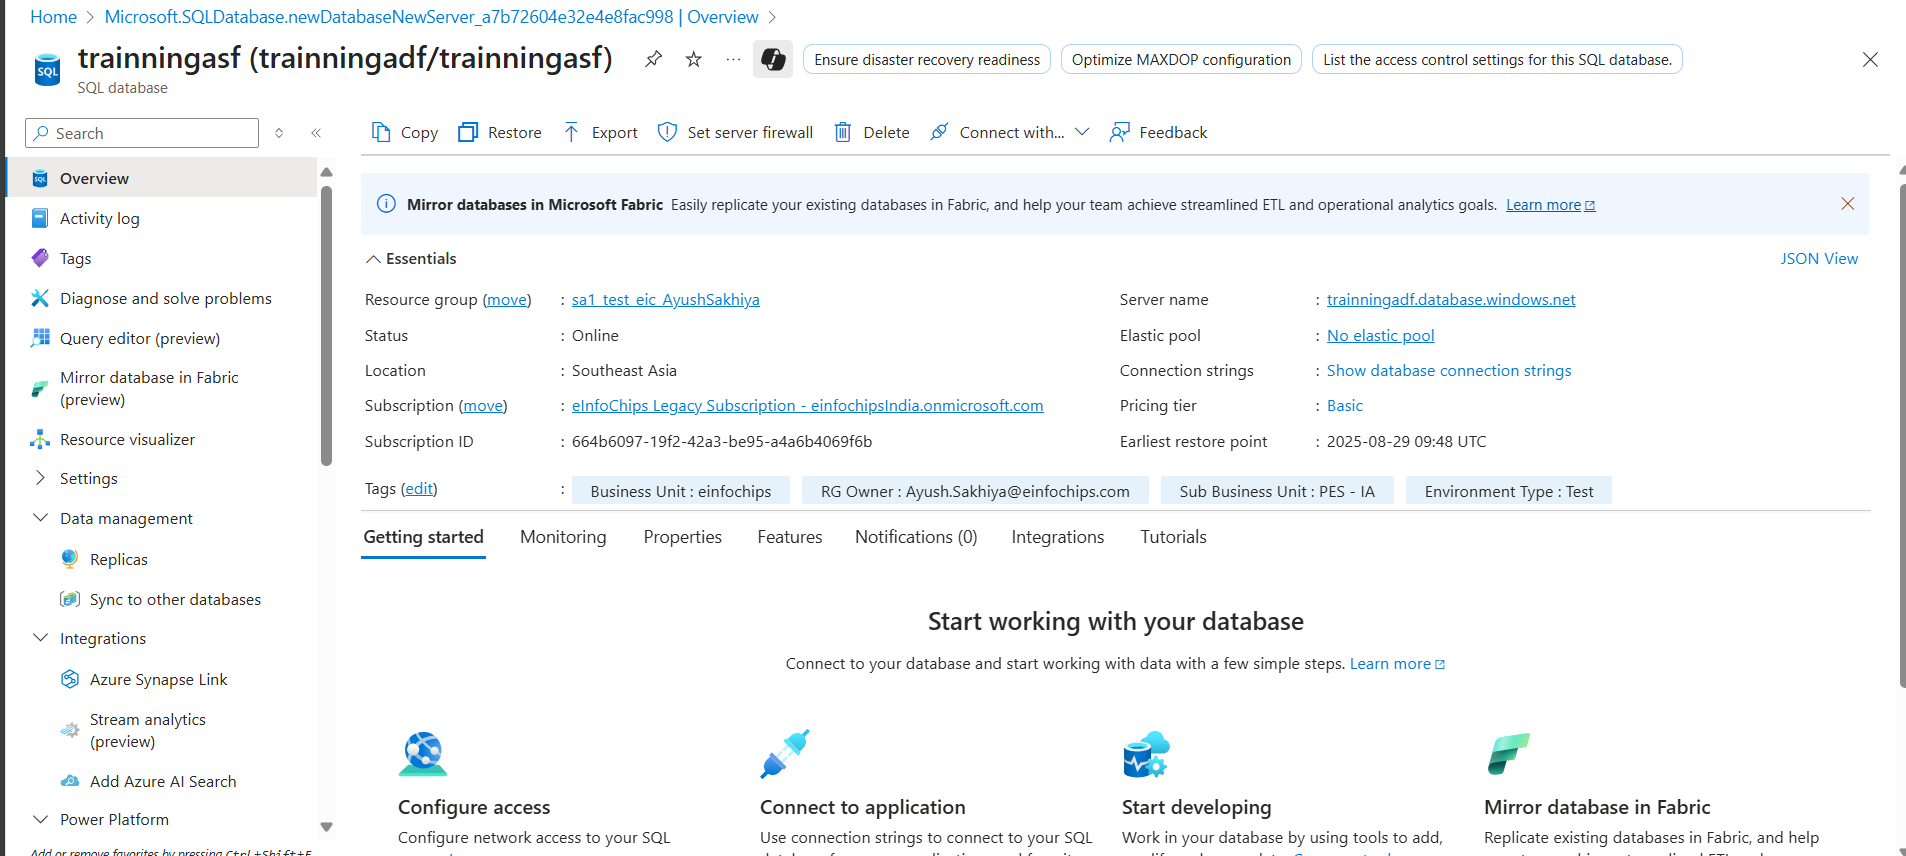 Home > Microsoft.SQLDatabase.newDatabaseNewServer_a7b72604e32e4e8fac998 | Overview >
trainningasf (trainningadf/trainningasf)
SQL database
Ensure disaster recovery readiness
Optimize MAXDOP configuration
List the access control settings for this SQL database.
Search
Copy
Restore
Export
Set server firewall
Delete
Connect with...
Feedback
Overview
Activity log
Tags
Diagnose and solve problems
Query editor (preview)
Mirror database in Fabric
(preview)
Resource visualizer
Settings
Data management
Replicas
Sync to other databases
Integrations
Azure Synapse Link
Stream analytics
(preview)
Add Azure AI Search
Power Platform
Add or remove favorites by pressing Ctrl+Shift+F
Mirror databases in Microsoft Fabric Easily replicate your existing databases in Fabric, and help your team achieve streamlined ETL and operational analytics goals. Learn more
Essentials
JSON View
Resource group (move) : sa1_test_eic_AyushSakhiya
Status : Online
Location : Southeast Asia
Subscription (move) : eInfoChips Legacy Subscription - einfochipsIndia.onmicrosoft.com
Subscription ID : 664b6097-19f2-42a3-be95-a4a6b4069f6b
Server name : trainningadf.database.windows.net
Elastic pool : No elastic pool
Connection strings : Show database connection strings
Pricing tier : Basic
Earliest restore point : 2025-08-29 09:48 UTC
Tags (edit) : Business Unit : einfochips RG Owner : Ayush.Sakhiya@einfochips.com Sub Business Unit : PES - IA Environment Type : Test
Getting started
Monitoring
Properties
Features
Notifications (0)
Integrations
Tutorials
Start working with your database
Connect to your database and start working with data with a few simple steps. Learn more
Configure access
Configure network access to your SQL
Connect to application
Use connection strings to connect to your SQL
Start developing
Work in your database by using tools to add,
Mirror database in Fabric
Replicate existing databases in Fabric, and help